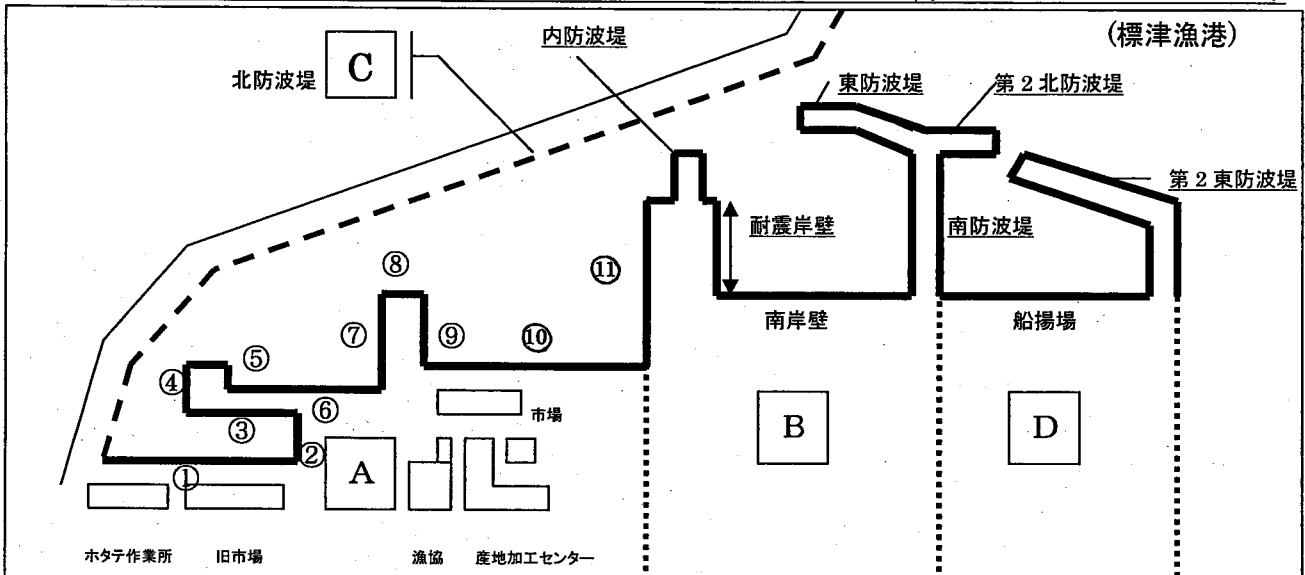 (標津漁港)
内防波堤
北防波堤
C
東防波堤
第2北防波堤
第2東防波堤
耐震岸壁
南防波堤
⑧
⑪
⑦
⑨
⑩
南岸壁
船揚場
⑤
④
⑥
③
②
①
市場
A
B
D
ホタテ作業所
旧市場
漁協
産地加工センター